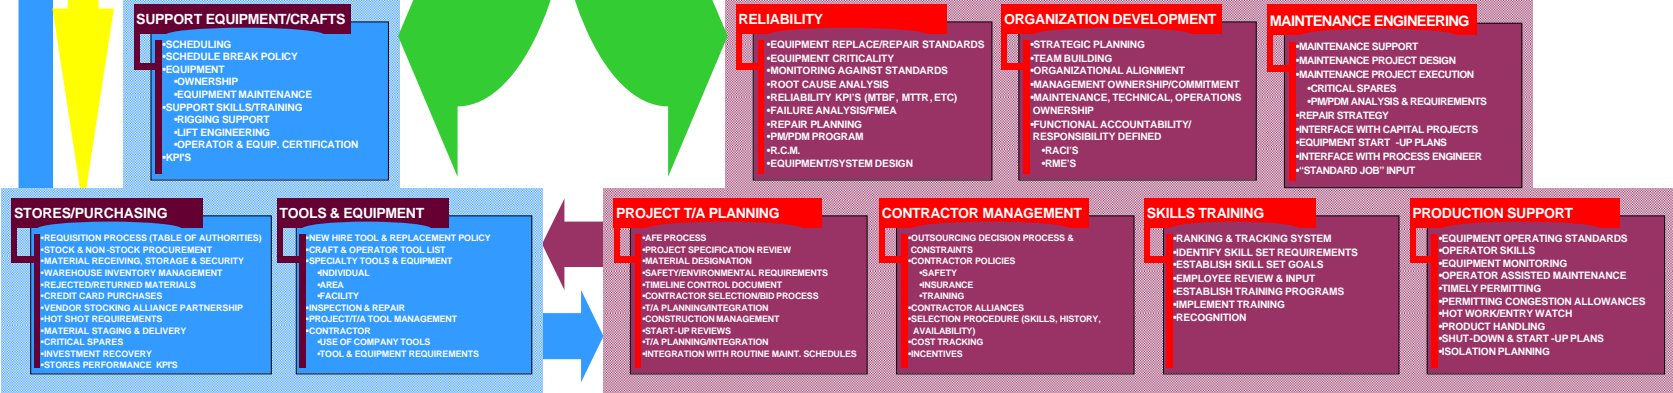 SUPPORT EQUIPMENT/CRAFTS
•SCHEDULING
•SCHEDULE BREAK POLICY
•EQUIPMENT
•OWNERSHIP
•EQUIPMENT MAINTENANCE
•SUPPORT SKILLS/TRAINING
•RIGGING SUPPORT
•LIFT ENGINEERING
•OPERATOR & EQUIP. CERTIFICATION
•KPI'S
RELIABILITY
•EQUIPMENT REPLACE/REPAIR STANDARDS
•EQUIPMENT CRITICALITY
•MONITORING AGAINST STANDARDS
•ROOT CAUSE ANALYSIS
•RELIABILITY KPI'S (MTBF, MTTR, ETC)
•FAILURE ANALYSIS/FMEA
•REPAIR PLANNING
•PM/PDM PROGRAM
•R.C.M.
•EQUIPMENT/SYSTEM DESIGN
ORGANIZATION DEVELOPMENT
•STRATEGIC PLANNING
•TEAM BUILDING
•ORGANIZATIONAL ALIGNMENT
•MANAGEMENT OWNERSHIP/COMMITMENT
•MAINTENANCE, TECHNICAL, OPERATIONS
OWNERSHIP
•FUNCTIONAL ACCOUNTABILITY/
RESPONSIBILITY DEFINED
•RACI'S
•RME'S
MAINTENANCE ENGINEERING
•MAINTENANCE SUPPORT
•MAINTENANCE PROJECT DESIGN
•MAINTENANCE PROJECT EXECUTION
•CRITICAL SPARES
•PM/PDM ANALYSIS & REQUIREMENTS
•REPAIR STRATEGY
•INTERFACE WITH CAPITAL PROJECTS
•EQUIPMENT START -UP PLANS
•INTERFACE WITH PROCESS ENGINEER
•"STANDARD JOB" INPUT
STORES/PURCHASING
•REQUISITION PROCESS (TABLE OF AUTHORITIES)
•STOCK & NON-STOCK PROCUREMENT
•MATERIAL RECEIVING, STORAGE & SECURITY
•WAREHOUSE INVENTORY MANAGEMENT
•REJECTED/RETURNED MATERIALS
•CREDIT CARD PURCHASES
•VENDOR STOCKING ALLIANCE PARTNERSHIP
•HOT SHOT REQUIREMENTS
•MATERIAL STAGING & DELIVERY
•CRITICAL SPARES
•INVESTMENT RECOVERY
•STORES PERFORMANCE KPI'S
TOOLS & EQUIPMENT
•NEW HIRE TOOL & REPLACEMENT POLICY
•CRAFT & OPERATOR TOOL LIST
•SPECIALTY TOOLS & EQUIPMENT
•INDIVIDUAL
•AREA
•FACILITY
•INSPECTION & REPAIR
•PROJECT/T/A TOOL MANAGEMENT
•CONTRACTOR
•USE OF COMPANY TOOLS
•TOOL & EQUIPMENT REQUIREMENTS
PROJECT T/A PLANNING
•AFE PROCESS
•PROJECT SPECIFICATION REVIEW
•MATERIAL DESIGNATION
•SAFETY/ENVIRONMENTAL REQUIREMENTS
•TIMELINE CONTROL DOCUMENT
•CONTRACTOR SELECTION/BID PROCESS
•T/A PLANNING/INTEGRATION
•CONSTRUCTION MANAGEMENT
•START-UP REVIEWS
•T/A PLANNING/INTEGRATION
•INTEGRATION WITH ROUTINE MAINT. SCHEDULES
CONTRACTOR MANAGEMENT
•OUTSOURCING DECISION PROCESS &
CONSTRAINTS
•CONTRACTOR POLICIES
•SAFETY
•INSURANCE
•TRAINING
•CONTRACTOR ALLIANCES
•SELECTION PROCEDURE (SKILLS, HISTORY,
AVAILABILITY)
•COST TRACKING
•INCENTIVES
SKILLS TRAINING
•RANKING & TRACKING SYSTEM
•IDENTIFY SKILL SET REQUIREMENTS
•ESTABLISH SKILL SET GOALS
•EMPLOYEE REVIEW & INPUT
•ESTABLISH TRAINING PROGRAMS
•IMPLEMENT TRAINING
•RECOGNITION
PRODUCTION SUPPORT
•EQUIPMENT OPERATING STANDARDS
•OPERATOR SKILLS
•EQUIPMENT MONITORING
•OPERATOR ASSISTED MAINTENANCE
•TIMELY PERMITTING
•PERMITTING CONGESTION ALLOWANCES
•HOT WORK/ENTRY WATCH
•PRODUCT HANDLING
•SHUT-DOWN & START -UP PLANS
•ISOLATION PLANNING